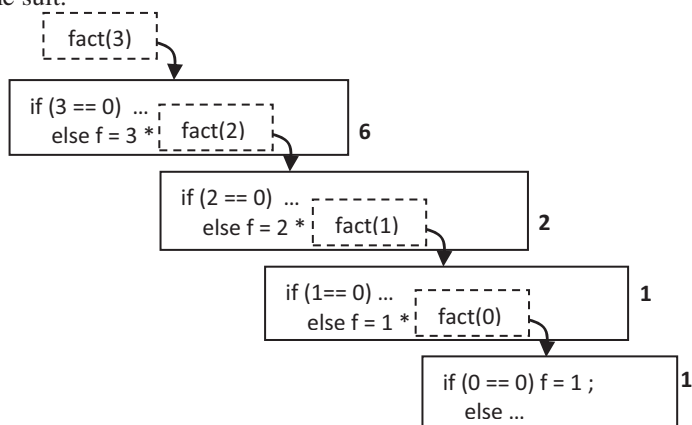 suit.
fact(3)
if (3 == 0) ...
else f = 3 * fact(2)
6
if (2 == 0) ...
else f = 2 * fact(1)
2
if (1== 0) ...
else f = 1 * fact(0)
1
if (0 == 0) f = 1 ;
else ...
1